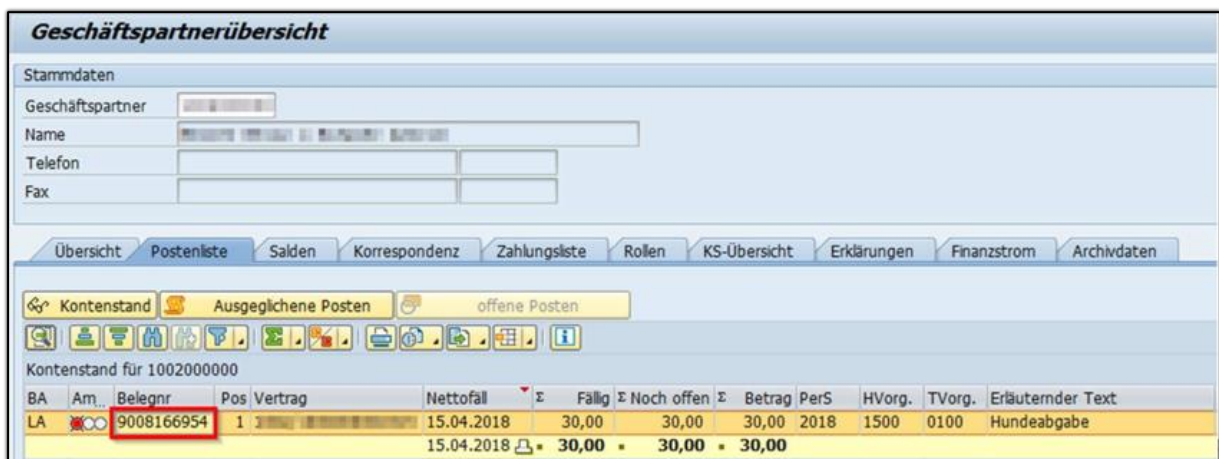 Geschäftspartnerübersicht
Stammdaten
Geschäftspartner
Name
Telefon
Fax
Übersicht Postenliste Salden Korrespondenz Zahlungsliste Rollen KS-Übersicht Erklärungen Finanzstrom Archivdaten
Kontenstand Ausgeglichene Posten offene Posten
Kontenstand für 1002000000
BA Am... Belegnr Pos Vertrag Nettofäll Σ Fällig Σ Noch offen Σ Betrag PerS HVorg. TVorg. Erläuternder Text
LA 9008166954 1 15.04.2018 30,00 30,00 30,00 2018 1500 0100 Hundeabgabe
15.04.2018 30,00 30,00 30,00